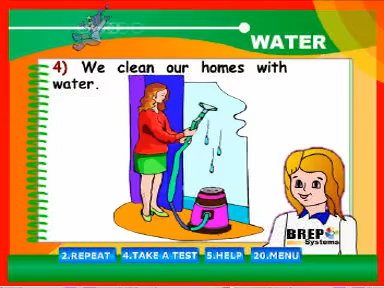 WATER
4) We clean our homes with
water.
BREP
Systems
2.REPEAT 4.TAKE A TEST 5.HELP 20.MENU